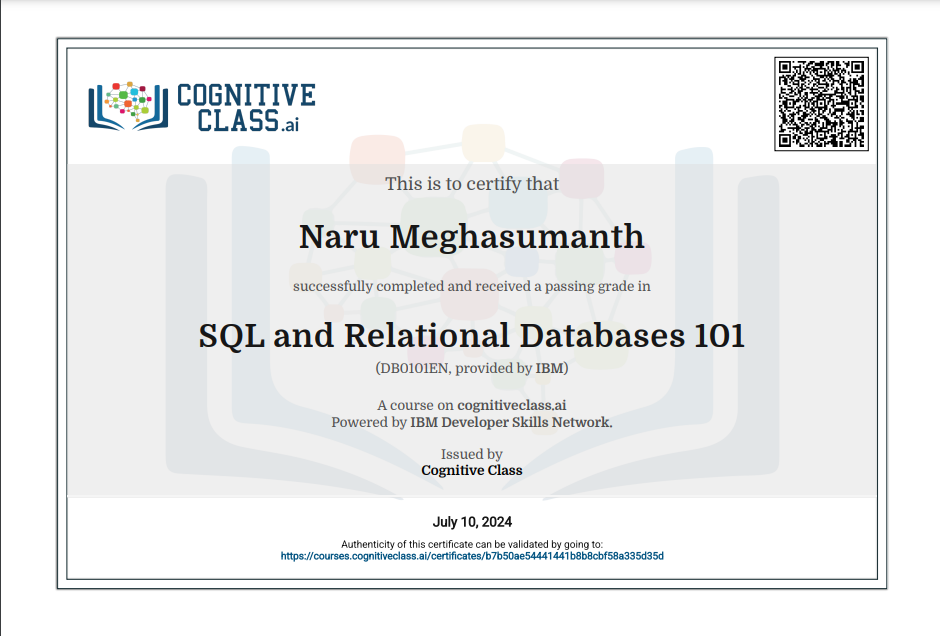 COGNITIVE
CLASS.ai
This is to certify that
Naru Meghasumanth
successfully completed and received a passing grade in
SQL and Relational Databases 101
(DB0101EN, provided by IBM)
A course on cognitiveclass.ai
Powered by IBM Developer Skills Network.
Issued by
Cognitive Class
July 10, 2024
Authenticity of this certificate can be validated by going to:
https://courses.cognitiveclass.ai/certificates/b7b50ae54441441b8b8cbf58a335d35d